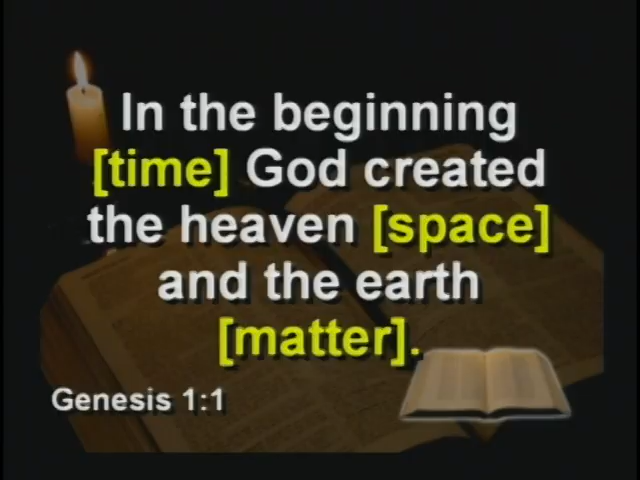 In the beginning
[time] God created
the heaven [space]
and the earth
[matter].
Genesis 1:1